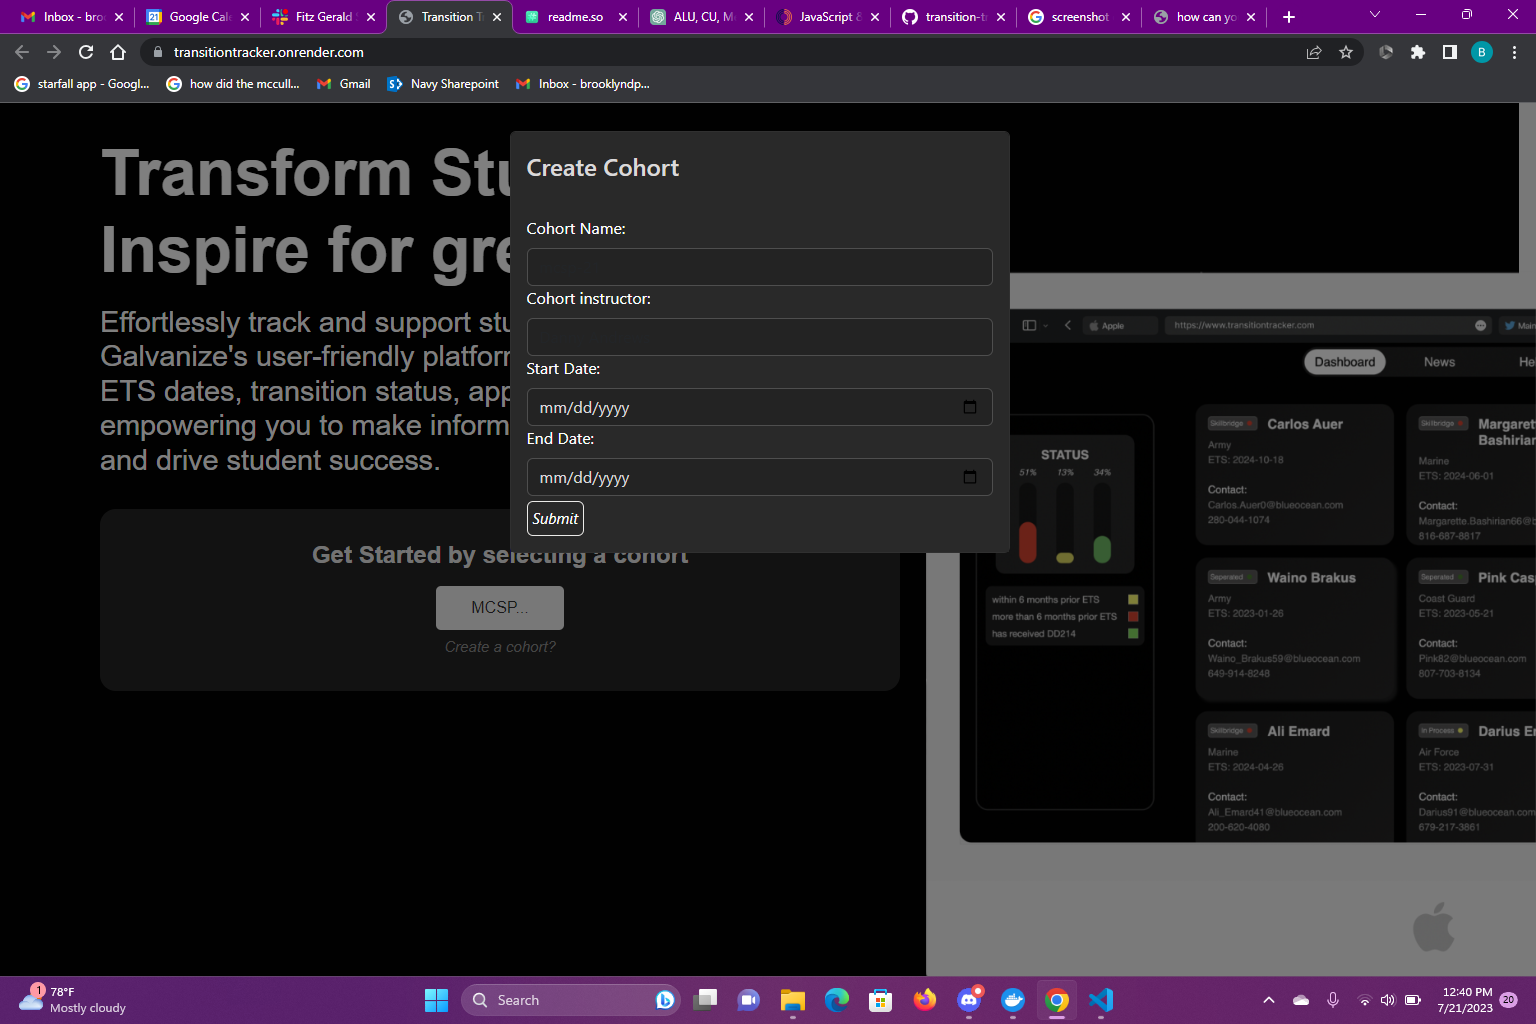 Inbox - bro
Google Cale
Fitz Gerald
Transition T
readme.so
ALU, CU, M
JavaScript &
transition-t
screenshot
how can yo
transitiontracker.onrender.com
B
starfall app - Googl...
how did the mccull...
Gmail
Navy Sharepoint
Inbox - brooklyndp...
Transform Stu
Inspire for gre
Effortlessly track and support stu
Galvanize's user-friendly platform
ETS dates, transition status, app
empowering you to make inform
and drive student success.
Get Started by selecting a cohort
MCSP...
Create a cohort?
Create Cohort
Cohort Name:
Cohort instructor:
Start Date:
mm/dd/yyyy
End Date:
mm/dd/yyyy
Submit
Apple
https://www.transitiontracker.com
Main
Dashboard
News
He
STATUS
51% 13% 34%
within 6 months prior ETS
more than 6 months prior ETS
has received DD214
Skillbridge
Carlos Auer
Army
ETS: 2024-10-18
Contact:
Carlos.Auer0@blueocean.com
280-044-1074
Skillbridge
Margarett
Bashirian
Marine
ETS: 2024-06-01
Contact:
Margarette.Bashirian66@b
816-687-8817
Seperated
Waino Brakus
Army
ETS: 2023-01-26
Contact:
Waino_Brakus59@blueocean.com
649-914-8248
Seperated
Pink Cas
Coast Guard
ETS: 2023-05-21
Contact:
Pink82@blueocean.com
807-703-8134
Skillbridge
Ali Emard
Marine
ETS: 2024-04-26
Contact:
Ali_Emard41@blueocean.com
200-620-4080
In Process
Darius E
Air Force
ETS: 2023-07-31
Contact:
Darius91@blueocean.com
679-217-3861
1
78°F
Mostly cloudy
Search
12:40 PM
7/21/2023
20